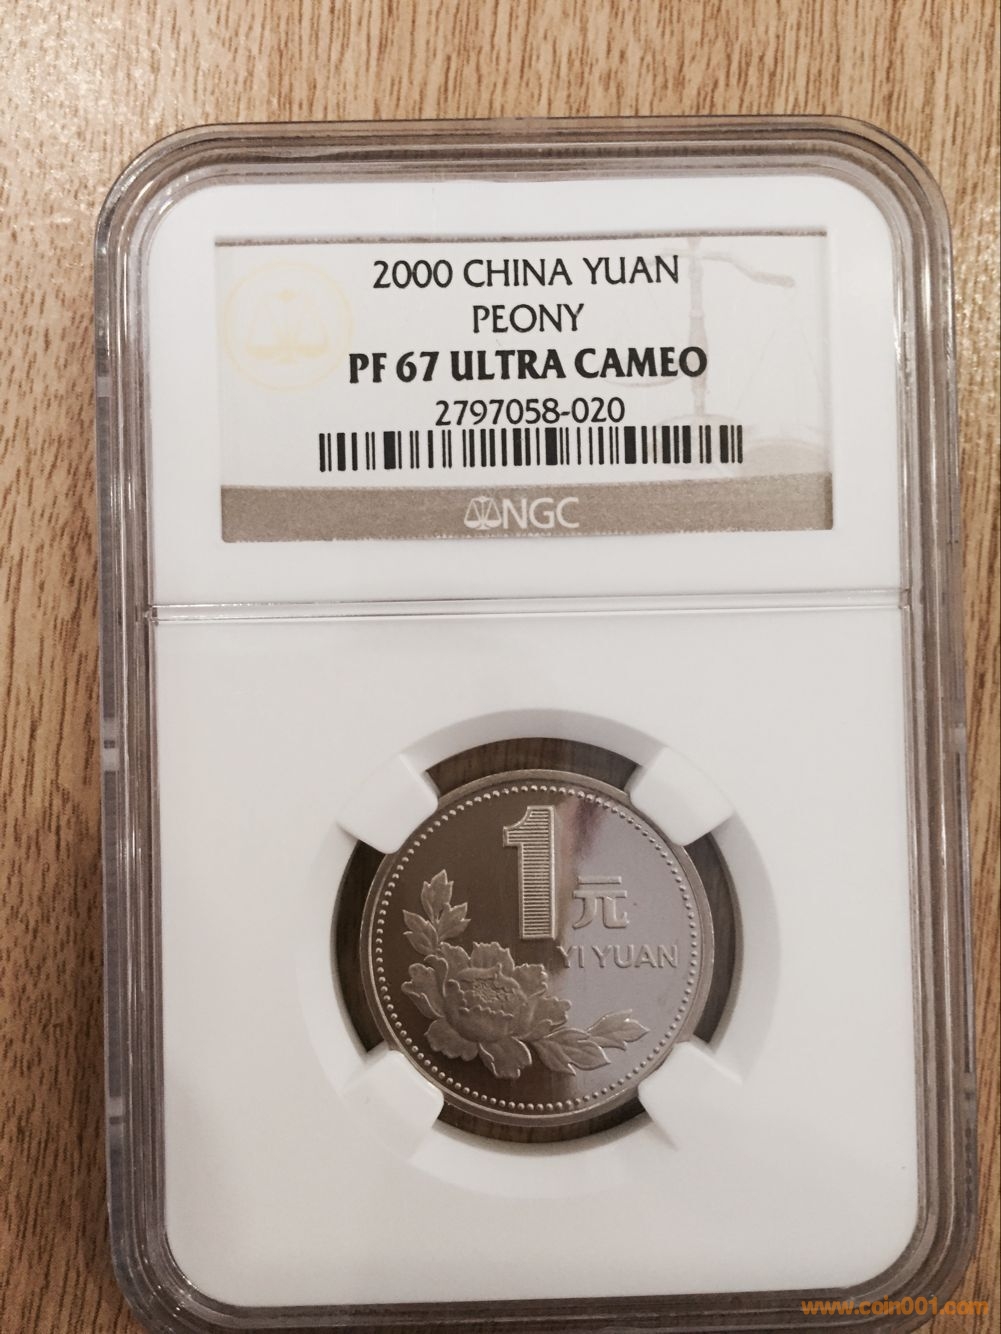 2000 CHINA YUAN
PEONY
PF 67 ULTRA CAMEO
2797058-020
NGC
1元
YI YUAN
www.coin001.com